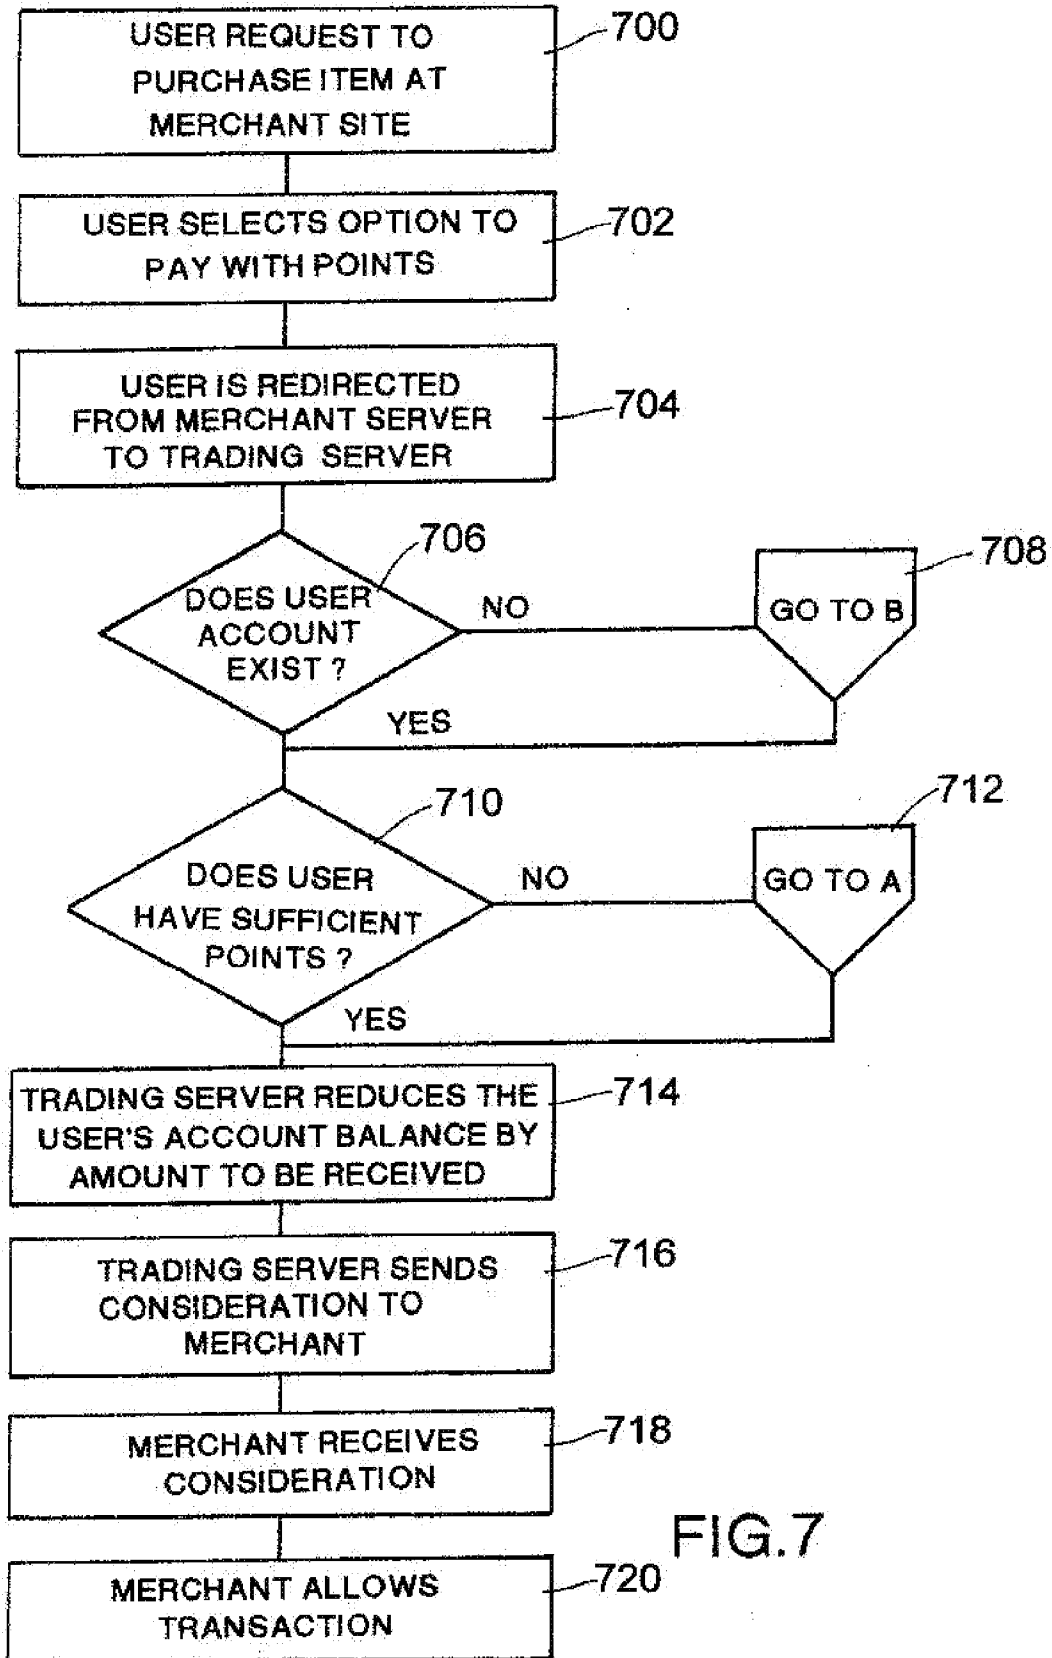 USER REQUEST TO
PURCHASE ITEM AT
MERCHANT SITE
700
USER SELECTS OPTION TO
PAY WITH POINTS
702
USER IS REDIRECTED
FROM MERCHANT SERVER
TO TRADING SERVER
704
DOES USER
ACCOUNT
EXIST ?
706
NO
GO TO B
708
YES
DOES USER
HAVE SUFFICIENT
POINTS ?
710
NO
GO TO A
712
YES
TRADING SERVER REDUCES THE
USER'S ACCOUNT BALANCE BY
AMOUNT TO BE RECEIVED
714
TRADING SERVER SENDS
CONSIDERATION TO
MERCHANT
716
MERCHANT RECEIVES
CONSIDERATION
718
MERCHANT ALLOWS
TRANSACTION
720
FIG.7